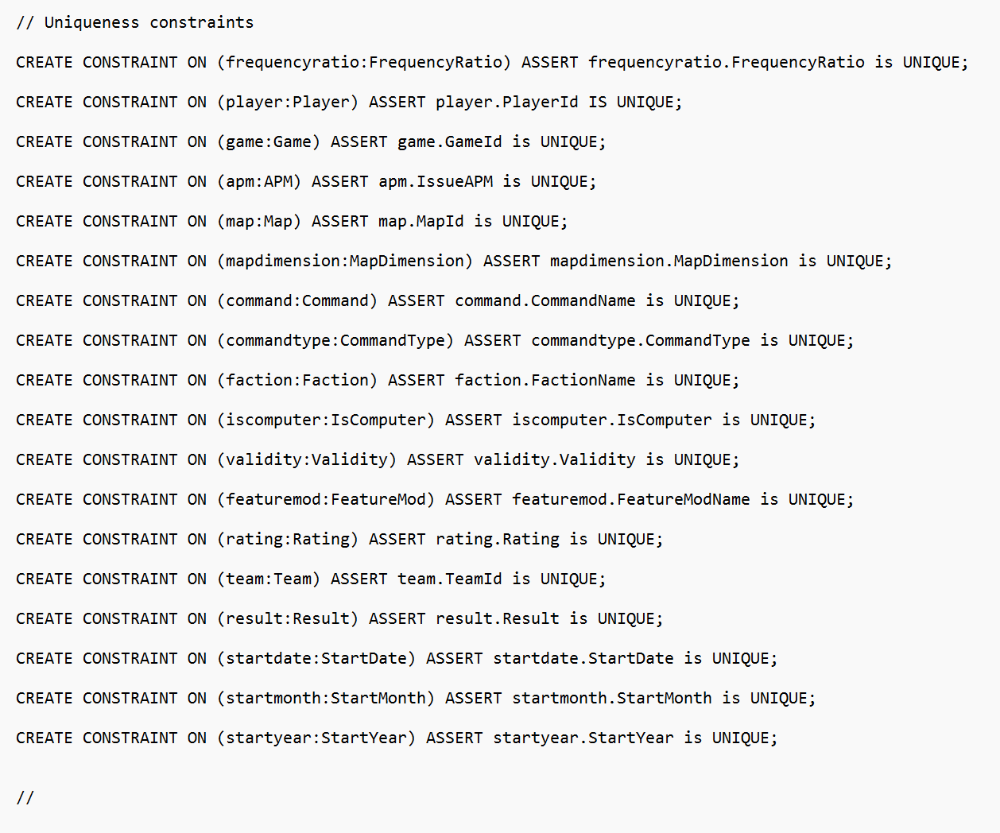 // Uniqueness constraints
CREATE CONSTRAINT ON (frequencyratio:FrequencyRatio) ASSERT frequencyratio.FrequencyRatio is UNIQUE;
CREATE CONSTRAINT ON (player:Player) ASSERT player.PlayerId IS UNIQUE;
CREATE CONSTRAINT ON (game:Game) ASSERT game.GameId is UNIQUE;
CREATE CONSTRAINT ON (apm:APM) ASSERT apm.IssueAPM is UNIQUE;
CREATE CONSTRAINT ON (map:Map) ASSERT map.MapId is UNIQUE;
CREATE CONSTRAINT ON (mapdimension:MapDimension) ASSERT mapdimension.MapDimension is UNIQUE;
CREATE CONSTRAINT ON (command:Command) ASSERT command.CommandName is UNIQUE;
CREATE CONSTRAINT ON (commandtype:CommandType) ASSERT commandtype.CommandType is UNIQUE;
CREATE CONSTRAINT ON (faction:Faction) ASSERT faction.FactionName is UNIQUE;
CREATE CONSTRAINT ON (iscomputer:IsComputer) ASSERT iscomputer.IsComputer is UNIQUE;
CREATE CONSTRAINT ON (validity:Validity) ASSERT validity.Validity is UNIQUE;
CREATE CONSTRAINT ON (featuremod:FeatureMod) ASSERT featuremod.FeatureModName is UNIQUE;
CREATE CONSTRAINT ON (rating:Rating) ASSERT rating.Rating is UNIQUE;
CREATE CONSTRAINT ON (team:Team) ASSERT team.TeamId is UNIQUE;
CREATE CONSTRAINT ON (result:Result) ASSERT result.Result is UNIQUE;
CREATE CONSTRAINT ON (startdate:StartDate) ASSERT startdate.StartDate is UNIQUE;
CREATE CONSTRAINT ON (startmonth:StartMonth) ASSERT startmonth.StartMonth is UNIQUE;
CREATE CONSTRAINT ON (startyear:StartYear) ASSERT startyear.StartYear is UNIQUE;
//